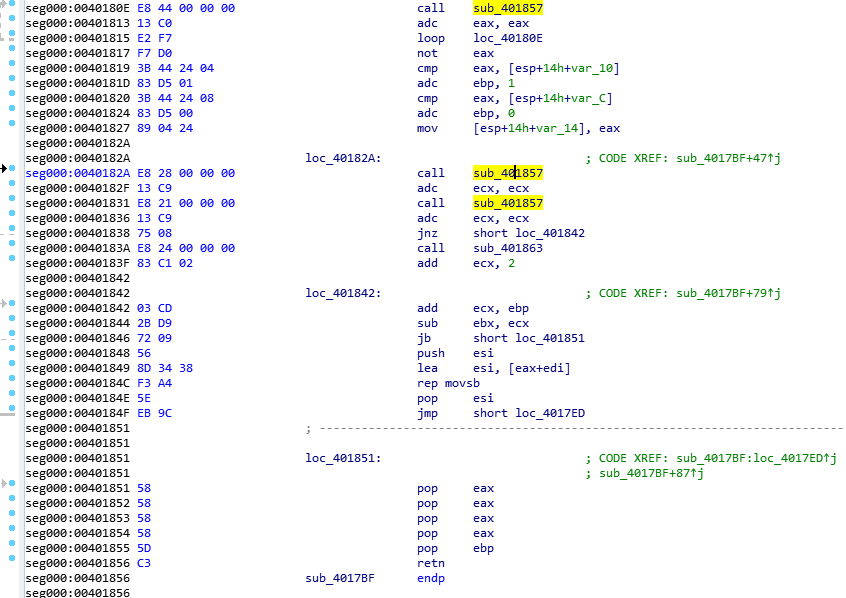 seg000:0040180E E8 44 00 00 00 call sub_401857
seg000:00401813 13 C0 adc eax, eax
seg000:00401815 E2 F7 loop loc_40180E
seg000:00401817 F7 D0 not eax
seg000:00401819 3B 44 24 04 cmp eax, [esp+14h+var_10]
seg000:0040181D 83 D5 01 adc ebp, 1
seg000:00401820 3B 44 24 08 cmp eax, [esp+14h+var_C]
seg000:00401824 83 D5 00 adc ebp, 0
seg000:00401827 89 04 24 mov [esp+14h+var_14], eax
seg000:0040182A
seg000:0040182A loc_40182A: ; CODE XREF: sub_4017BF+47↑j
seg000:0040182A E8 28 00 00 00 call sub_401857
seg000:0040182F 13 C9 adc ecx, ecx
seg000:00401831 E8 21 00 00 00 call sub_401857
seg000:00401836 13 C9 adc ecx, ecx
seg000:00401838 75 08 jnz short loc_401842
seg000:0040183A E8 24 00 00 00 call sub_401863
seg000:0040183F 83 C1 02 add ecx, 2
seg000:00401842
seg000:00401842 loc_401842: ; CODE XREF: sub_4017BF+79↑j
seg000:00401842 03 CD add ecx, ebp
seg000:00401844 2B D9 sub ebx, ecx
seg000:00401846 72 09 jb short loc_401851
seg000:00401848 56 push esi
seg000:00401849 8D 34 38 lea esi, [eax+edi]
seg000:0040184C F3 A4 rep movsb
seg000:0040184E 5E pop esi
seg000:0040184F EB 9C jmp short loc_4017ED
seg000:00401851 ; ---------------------------------------------------------------------------
seg000:00401851
seg000:00401851 loc_401851: ; CODE XREF: sub_4017BF:loc_4017ED↑j
seg000:00401851 ; sub_4017BF+87↑j
seg000:00401851 58 pop eax
seg000:00401852 58 pop eax
seg000:00401853 58 pop eax
seg000:00401854 58 pop eax
seg000:00401855 5D pop ebp
seg000:00401856 C3 retn
seg000:00401856 sub_4017BF endp
seg000:00401856